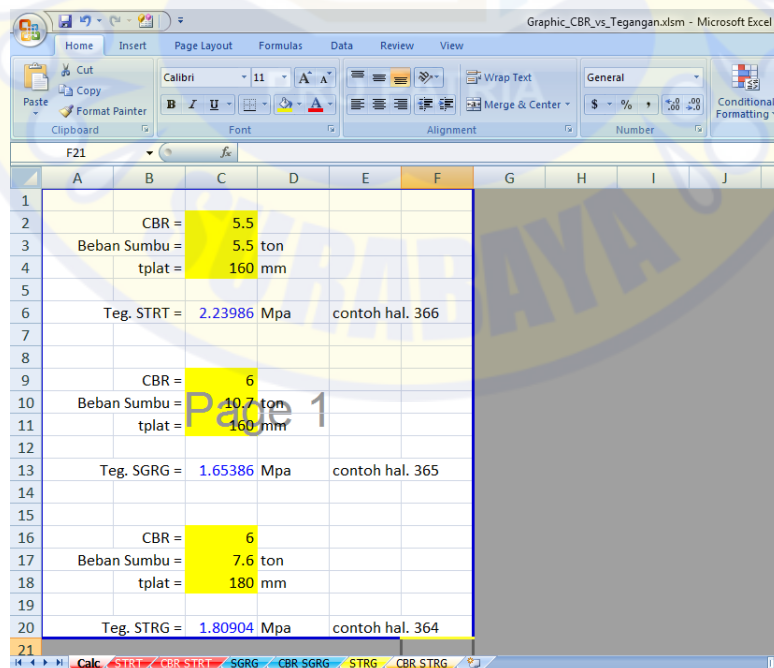 Graphic_CBR_vs_Tegangan.xlsm - Microsoft Excel
Home Insert Page Layout Formulas Data Review View
Paste
Cut
Copy
Format Painter
Clipboard
Calibri 11 A A
B I U A
Font
Wrap Text
Merge & Center
Alignment
General
$ % , .0 .00 .00 .0
Number
Conditional
Formatting
F21 fx
A B C D E F G H I J
1
2 CBR = 5.5
3 Beban Sumbu = 5.5 ton
4 tplat = 160 mm
5
6 Teg. STRT = 2.23986 Mpa contoh hal. 366
7
8
9 CBR = 6
10 Beban Sumbu = 10.7 ton
11 tplat = 160 mm
Page 1
12
13 Teg. SGRG = 1.65386 Mpa contoh hal. 365
14
15
16 CBR = 6
17 Beban Sumbu = 7.6 ton
18 tplat = 180 mm
19
20 Teg. STRG = 1.80904 Mpa contoh hal. 364
21
Calc STRT CBR STRT SGRG CBR SGRG STRG CBR STRG
SURABAYA